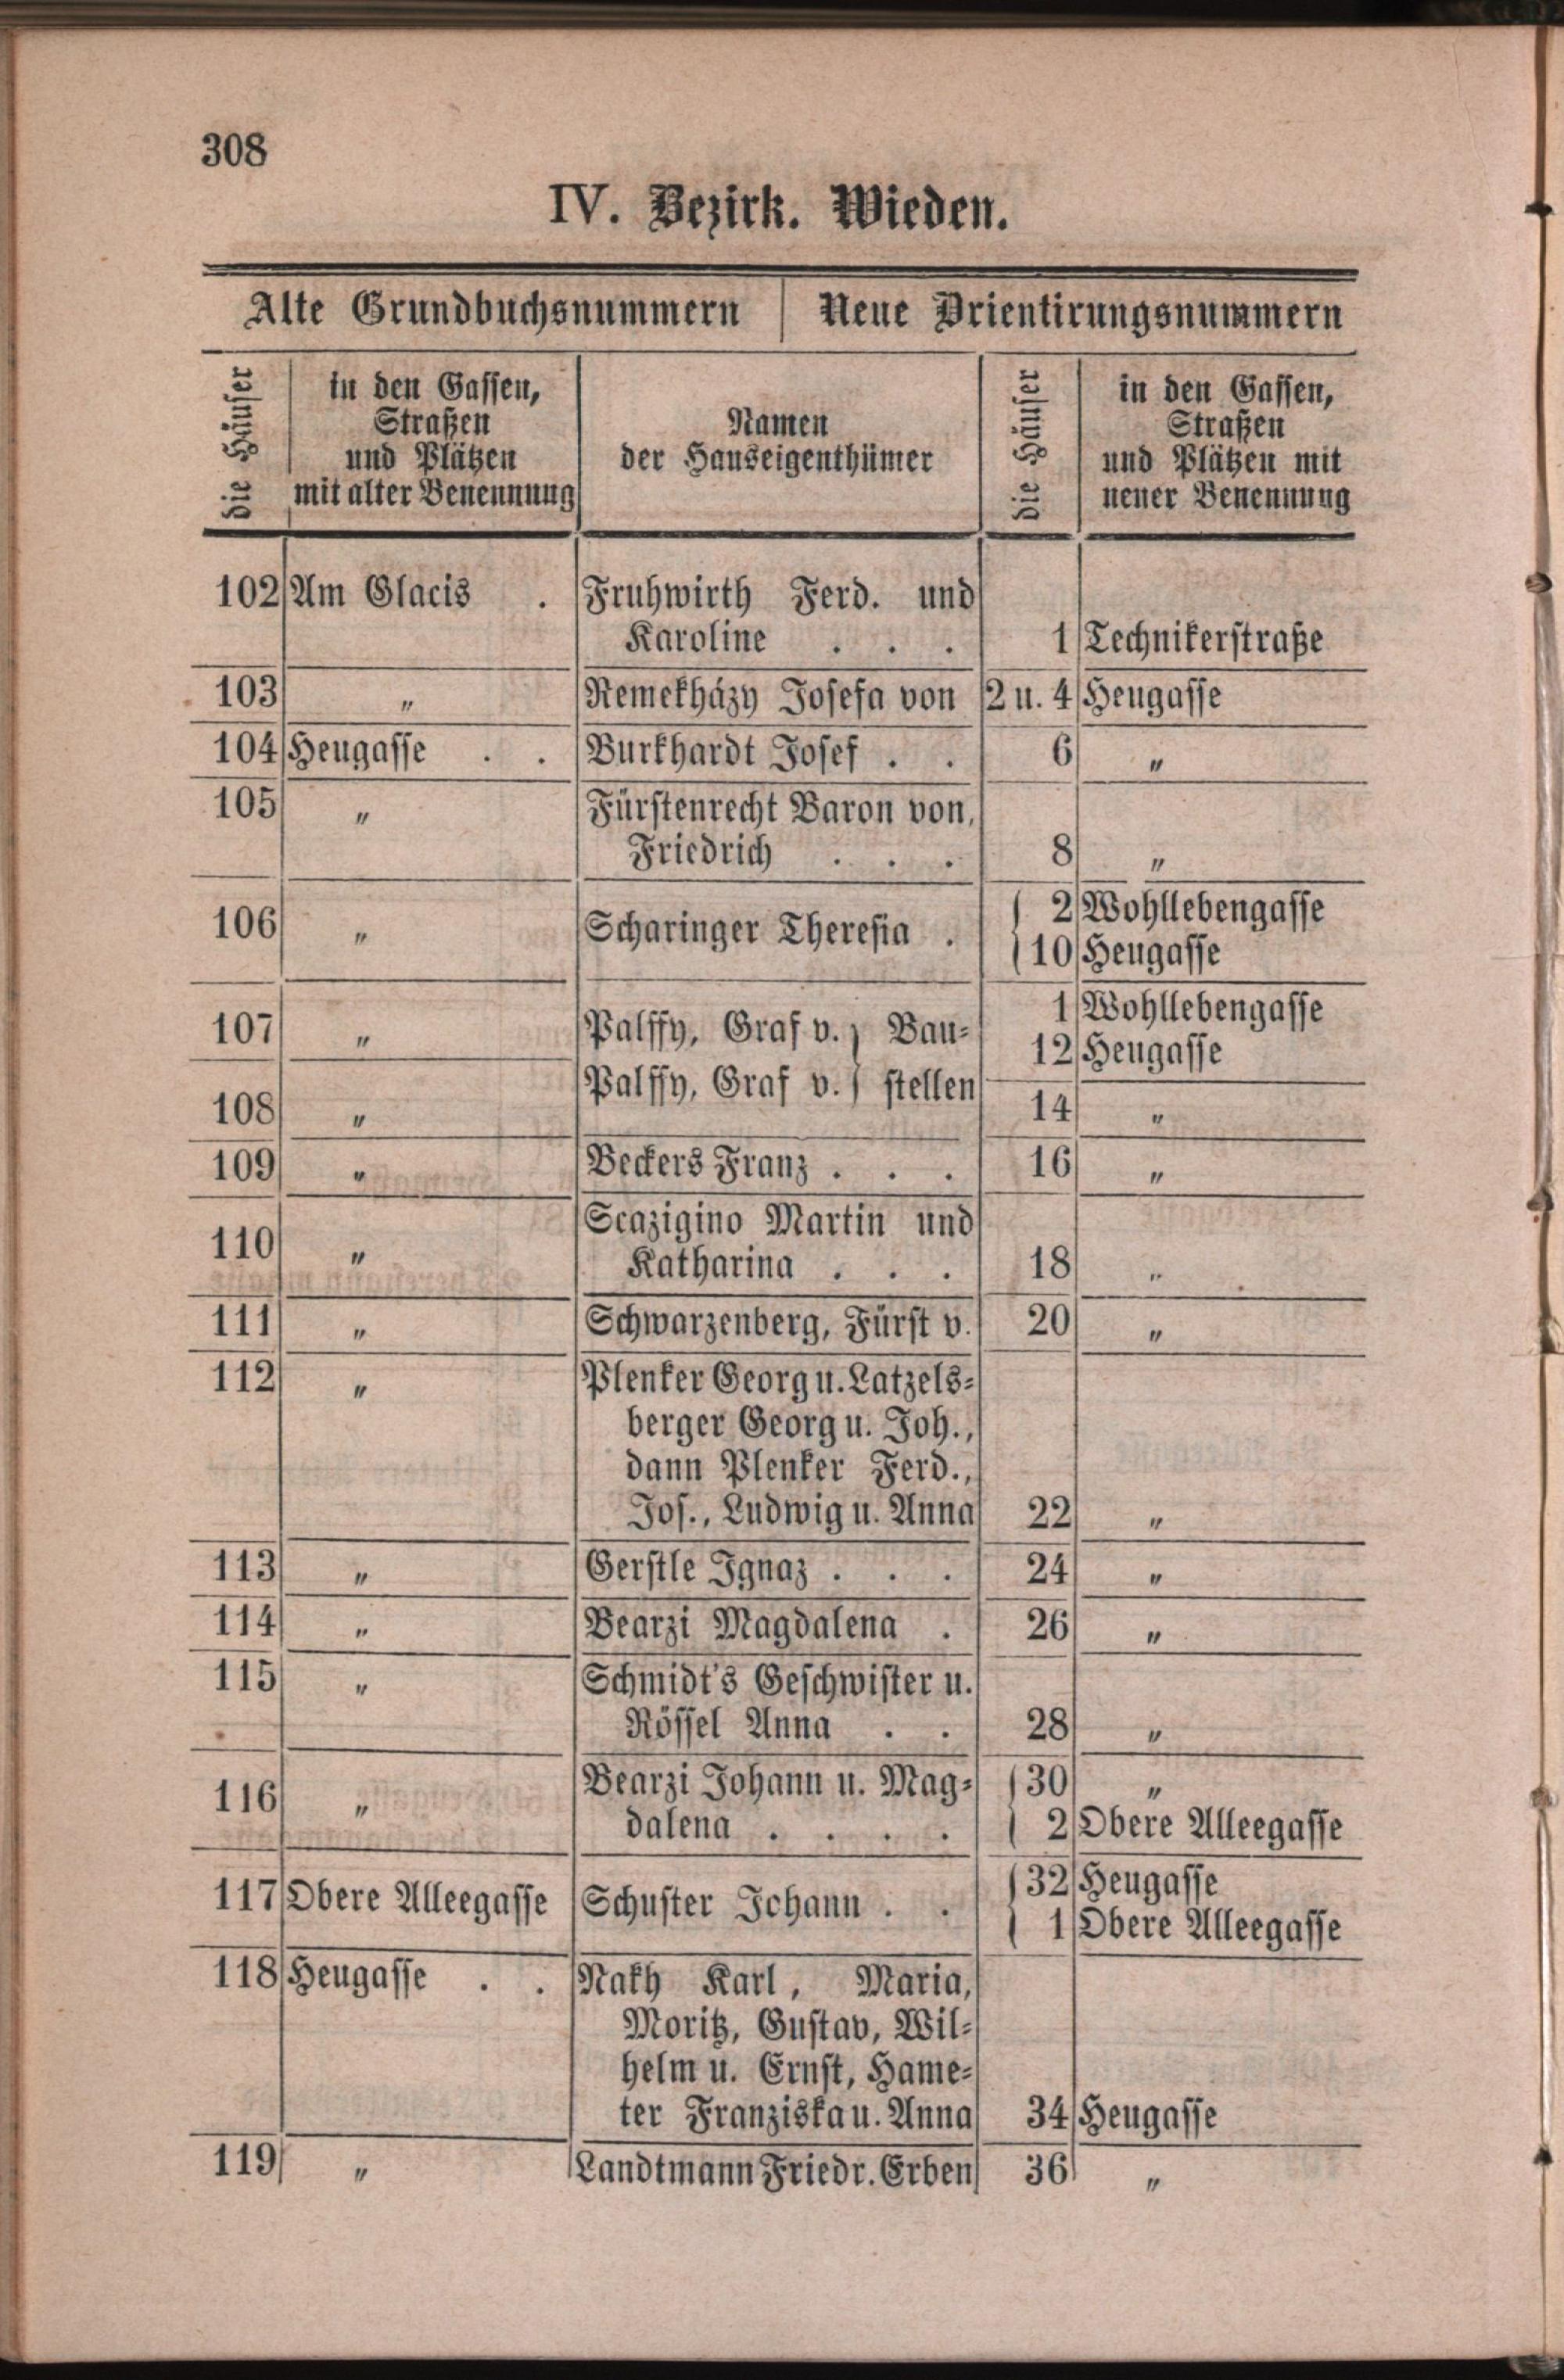 308
IV. Bezirk. Wieden.
Alte Grundbuchsnummern | Neue Orientirungsnummern
die Häuser
in den Gassen,
Straßen
und Plätzen
mit alter Benennung
Namen
der Hauseigenthümer
die Häuser
in den Gassen,
Straßen
und Plätzen mit
neuer Benennung
102 Am Glacis . Fruhwirth Ferd. und
Karoline . . . 1 Technikerstraße
103 " Remekházy Josefa von 2 u. 4 Heugasse
104 Heugasse . . Burkhardt Josef . . 6 "
105 " Fürstenrecht Baron von,
Friedrich . . . 8 "
106 " Scharinger Theresia . 2 Wohllebengasse
10 Heugasse
107 " Palffy, Graf v. } Bau- 1 Wohllebengasse
12 Heugasse
108 " Palffy, Graf v. } stellen 14 "
109 " Beckers Franz . . . 16 "
110 " Scazigino Martin und
Katharina . . . 18 "
111 " Schwarzenberg, Fürst v. 20 "
112 " Plenker Georg u. Latzels-
berger Georg u. Joh.,
dann Plenker Ferd.,
Jos., Ludwig u. Anna 22 "
113 " Gerstle Ignaz . . . 24 "
114 " Bearzi Magdalena . 26 "
115 " Schmidt's Geschwister u.
Rössel Anna . . 28 "
116 " Bearzi Johann u. Mag- 30 "
dalena . . . . 2 Obere Alleegasse
117 Obere Alleegasse Schuster Johann . . 32 Heugasse
1 Obere Alleegasse
118 Heugasse . . Nakh Karl, Maria,
Moritz, Gustav, Wil-
helm u. Ernst, Hame-
ter Franziska u. Anna 34 Heugasse
119 " Landtmann Friedr. Erben 36 "